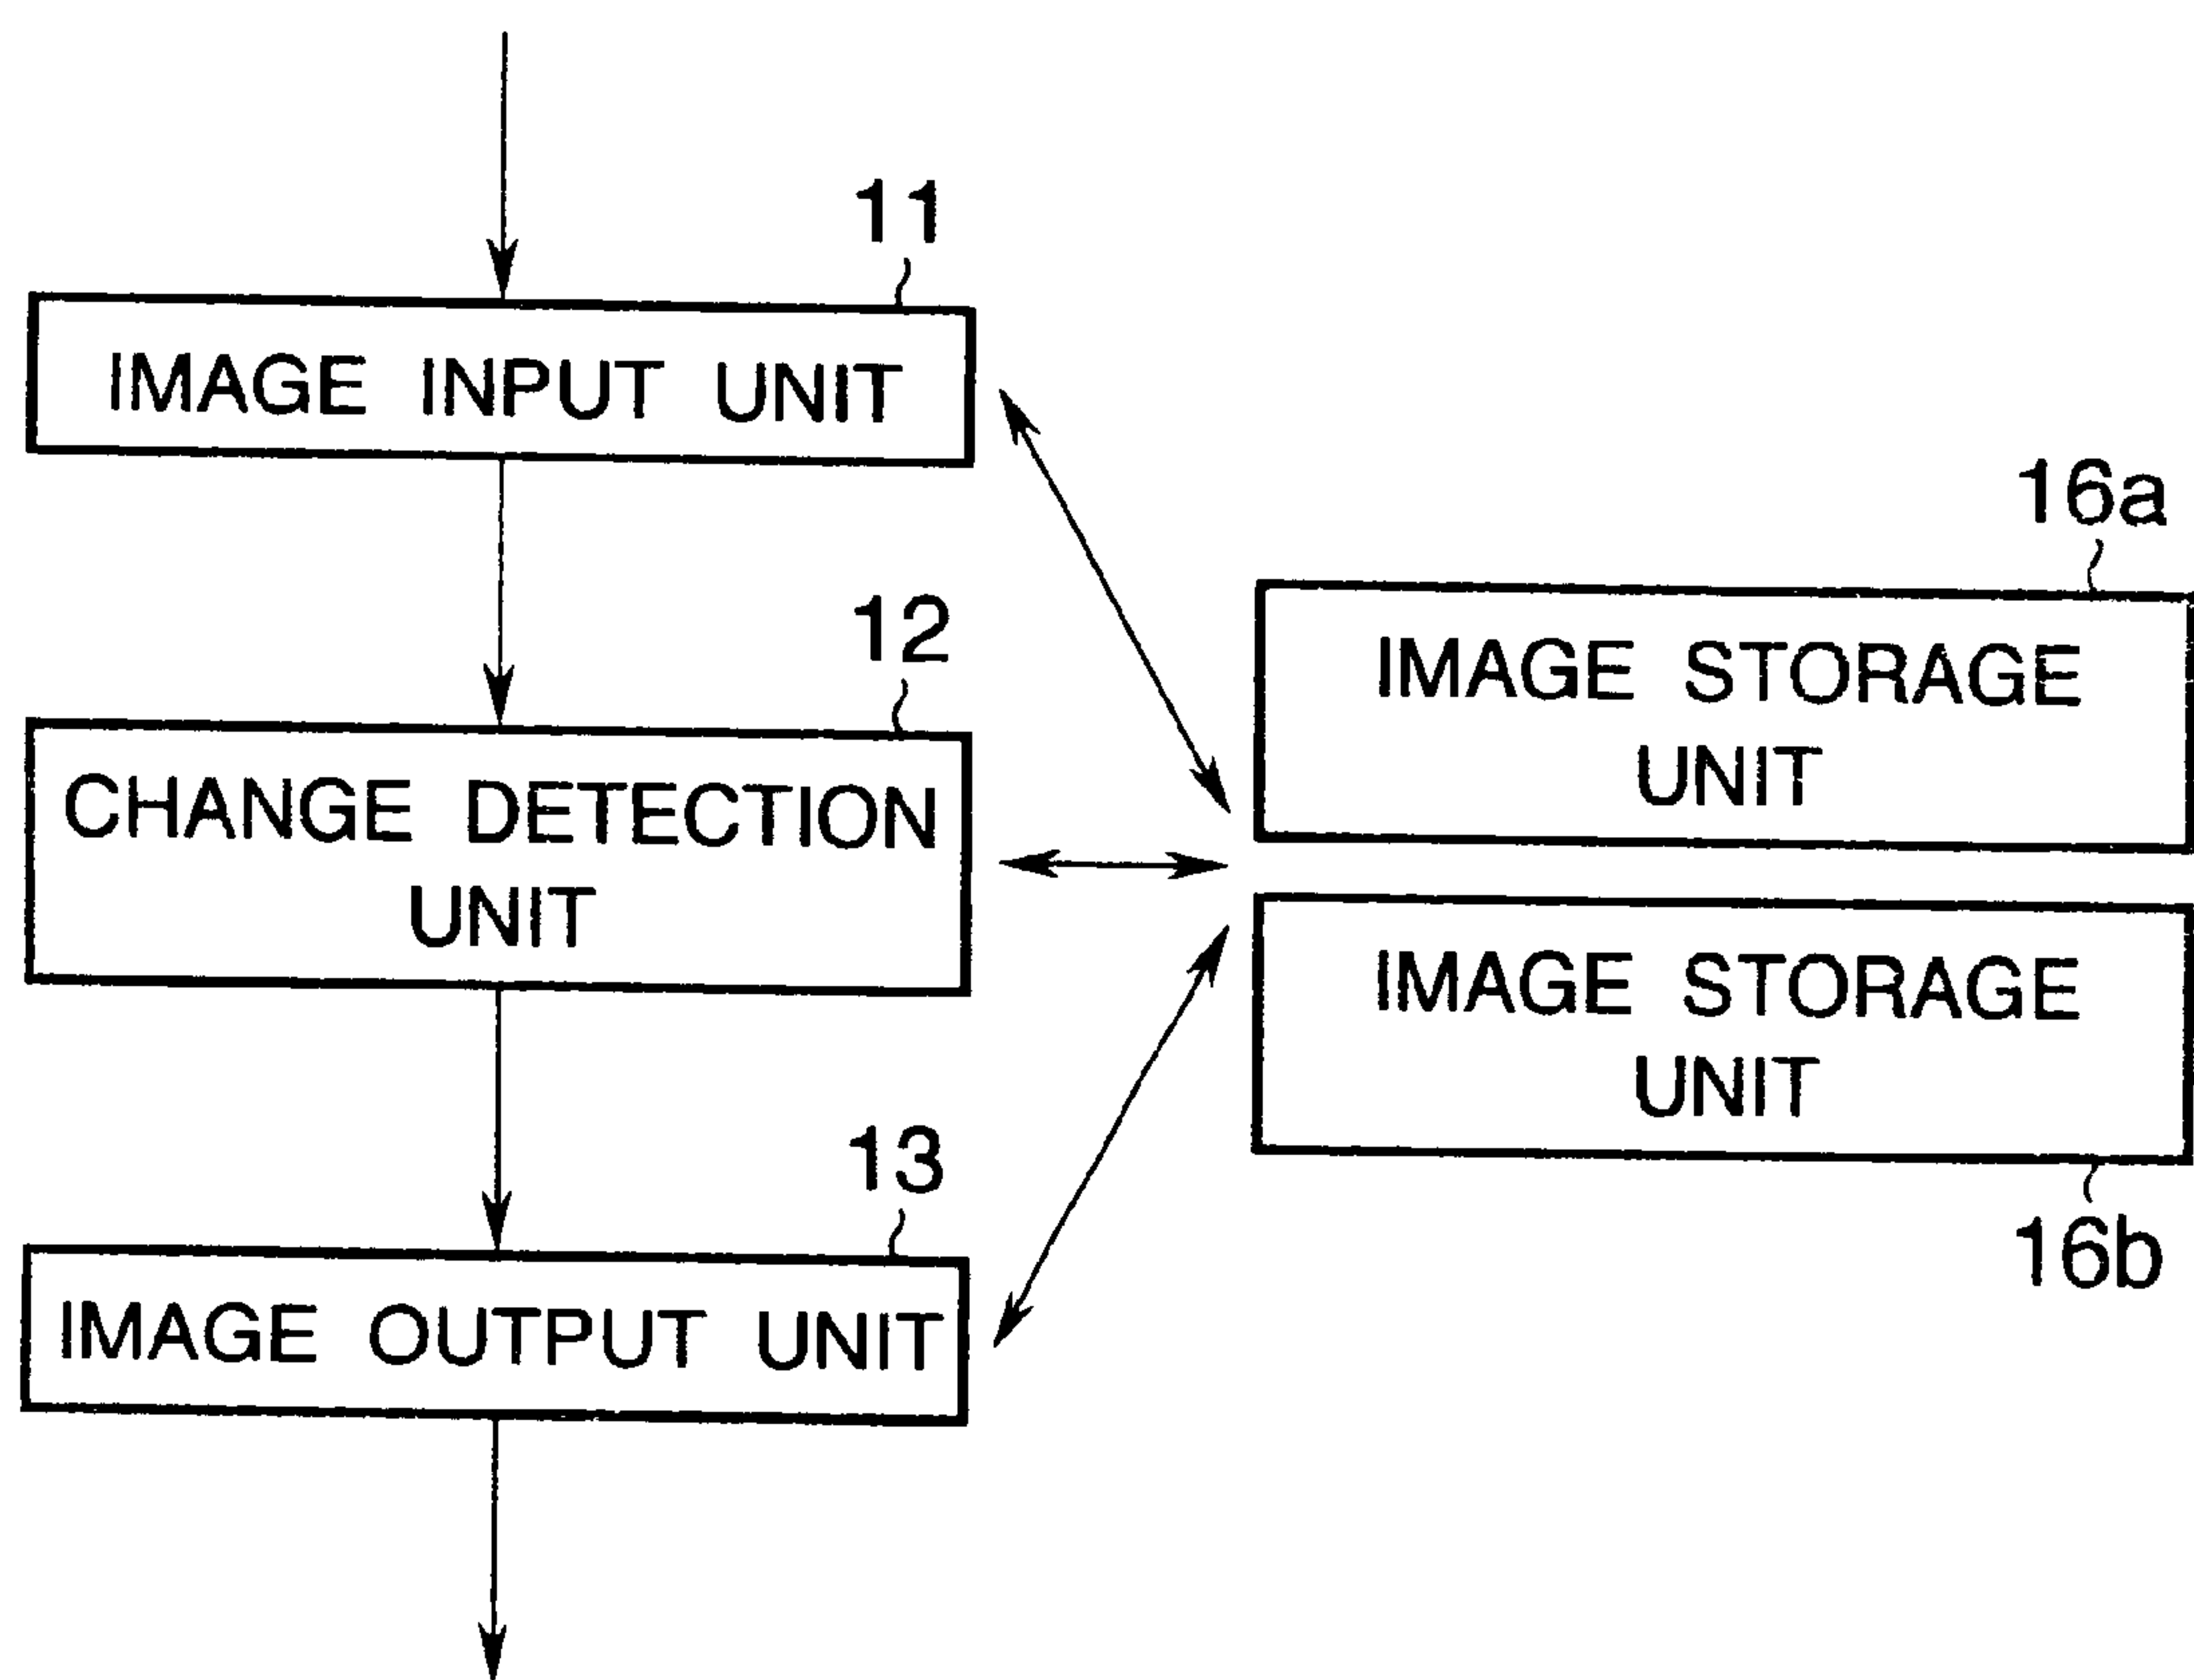 11
IMAGE INPUT UNIT
12
CHANGE DETECTION
UNIT
13
IMAGE OUTPUT UNIT
16a
IMAGE STORAGE
UNIT
IMAGE STORAGE
UNIT
16b